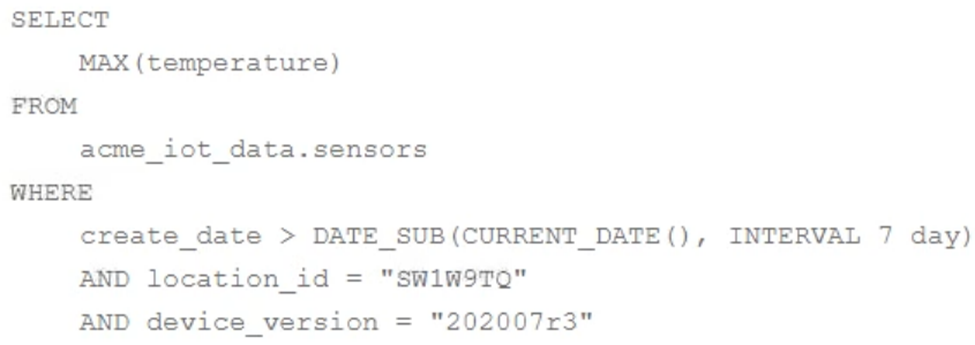 SELECT
MAX(temperature)
FROM
acme_iot_data.sensors
WHERE
create_date > DATE_SUB(CURRENT_DATE(), INTERVAL 7 day)
AND location_id = "SW1W9TQ"
AND device_version = "202007r3"